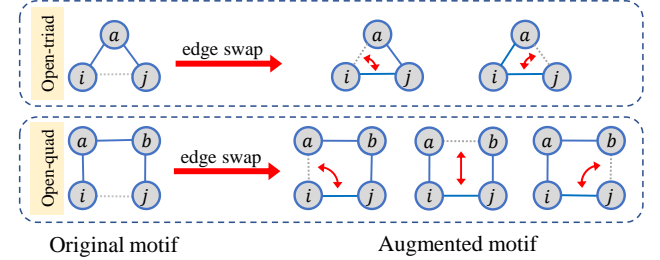 Open-triad
a
i
j
edge swap
a
i
j
a
i
j
Open-quad
a
b
i
j
edge swap
a
b
i
j
a
b
i
j
a
b
i
j
Original motif
Augmented motif